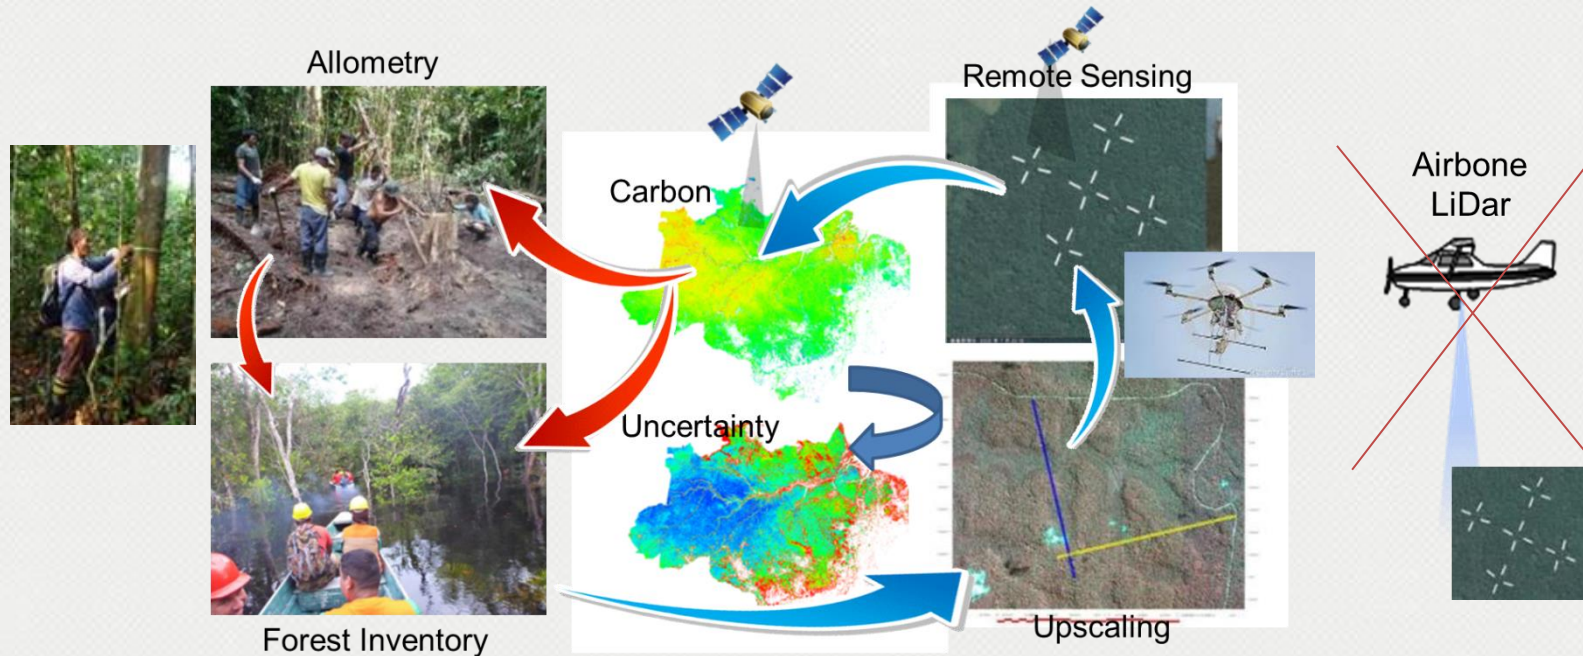 Allometry
Remote Sensing
Airbone
LiDar
Carbon
Uncertainty
Forest Inventory
Upscaling